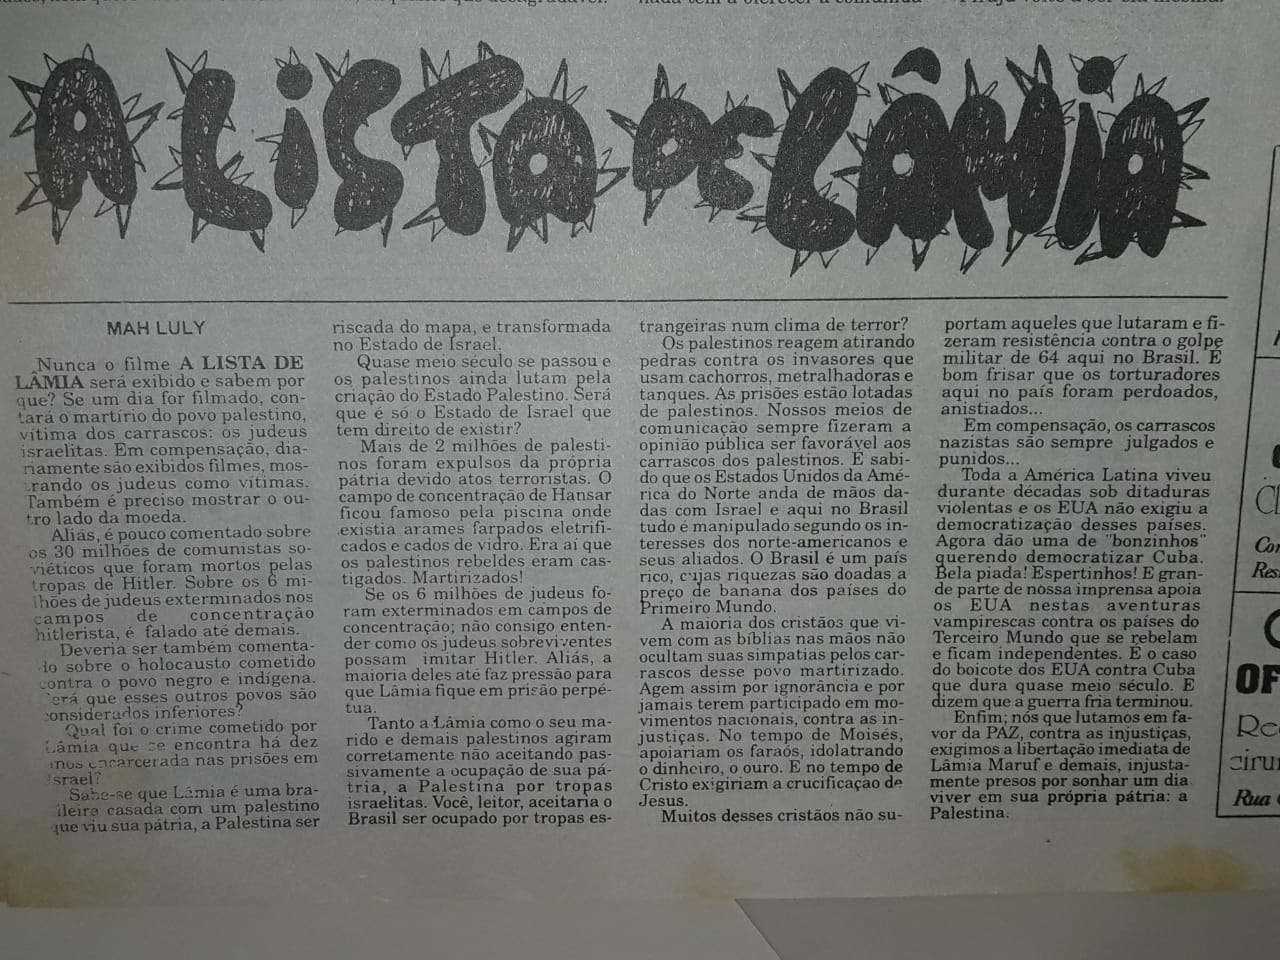 A LISTA DE LÂMIA
MAH LULY
Nunca o filme A LISTA DE
LÂMIA será exibido e sabem por
que? Se um dia for filmado, con-
tará o martírio do povo palestino,
vítima dos carrascos: os judeus
israelitas. Em compensação, dia-
riamente são exibidos filmes, mos-
trando os judeus como vítimas.
Também é preciso mostrar o ou-
tro lado da moeda.
Aliás, é pouco comentado sobre
os 30 milhões de comunistas so-
viéticos que foram mortos pelas
tropas de Hitler. Sobre os 6 mi-
lhões de judeus exterminados nos
campos de concentração
hitlerista, é falado até demais.
Deveria ser também comenta-
do sobre o holocausto cometido
contra o povo negro e indígena.
Será que esses outros povos são
considerados inferiores?
Qual foi o crime cometido por
Lâmia que se encontra há dez
anos encarcerada nas prisões em
Israel?
Sabe-se que Lâmia é uma bra-
sileira casada com um palestino
que viu sua pátria, a Palestina ser
riscada do mapa, e transformada
no Estado de Israel.
Quase meio século se passou e
os palestinos ainda lutam pela
criação do Estado Palestino. Será
que é só o Estado de Israel que
tem direito de existir?
Mais de 2 milhões de palesti-
nos foram expulsos da própria
pátria devido atos terroristas. O
campo de concentração de Hansar
ficou famoso pela piscina onde
existia arames farpados eletrifi-
cados e cados de vidro. Era aí que
os palestinos rebeldes eram cas-
tigados. Martirizados!
Se os 6 milhões de judeus fo-
ram exterminados em campos de
concentração; não consigo enten-
der como os judeus sobreviventes
possam imitar Hitler. Aliás, a
maioria deles até faz pressão para
que Lâmia fique em prisão perpé-
tua.
Tanto a Lâmia como o seu ma-
rido e demais palestinos agiram
corretamente não aceitando pas-
sivamente a ocupação de sua pá-
tria, a Palestina por tropas
israelitas. Você, leitor, aceitaria o
Brasil ser ocupado por tropas es-
trangeiras num clima de terror?
Os palestinos reagem atirando
pedras contra os invasores que
usam cachorros, metralhadoras e
tanques. As prisões estão lotadas
de palestinos. Nossos meios de
comunicação sempre fizeram a
opinião pública ser favorável aos
carrascos dos palestinos. E sabi-
do que os Estados Unidos da Amé-
rica do Norte anda de mãos da-
das com Israel e aqui no Brasil
tudo é manipulado segundo os in-
teresses dos norte-americanos e
seus aliados. O Brasil é um país
rico, cujas riquezas são doadas a
preço de banana dos países do
Primeiro Mundo.
A maioria dos cristãos que vi-
vem com as bíblias nas mãos não
ocultam suas simpatias pelos car-
rascos desse povo martirizado.
Agem assim por ignorância e por
jamais terem participado em mo-
vimentos nacionais, contra as in-
justiças. No tempo de Moisés,
apoiariam os faraós, idolatrando
o dinheiro, o ouro. E no tempo de
Cristo exigiriam a crucificação de
Jesus.
Muitos desses cristãos não su-
portam aqueles que lutaram e fi-
zeram resistência contra o golpe
militar de 64 aqui no Brasil. E
bom frisar que os torturadores
aqui no país foram perdoados,
anistiados...
Em compensação, os carrascos
nazistas são sempre julgados e
punidos...
Toda a América Latina viveu
durante décadas sob ditaduras
violentas e os EUA não exigiu a
democratização desses países.
Agora dão uma de "bonzinhos"
querendo democratizar Cuba.
Bela piada! Espertinhos! E gran-
de parte de nossa imprensa apoia
os EUA nestas aventuras
vampirescas contra os países do
Terceiro Mundo que se rebelam
e ficam independentes. E o caso
do boicote dos EUA contra Cuba
que dura quase meio século. E
dizem que a guerra fria terminou.
Enfim; nós que lutamos em fa-
vor da PAZ, contra as injustiças,
exigimos a libertação imediata de
Lâmia Maruf e demais, injusta-
mente presos por sonhar um dia
viver em sua própria pátria: a
Palestina.
OF
Rua